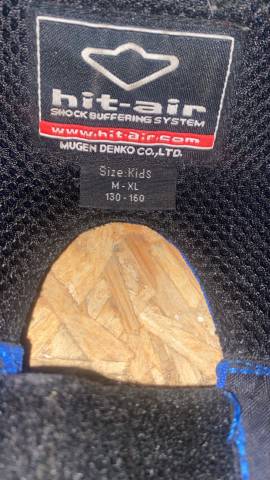 hit-air
SHOCK BUFFERING SYSTEM
www.hit-air.com
MUGEN DENKO CO., LTD.
Size:Kids
M - XL
130 - 160